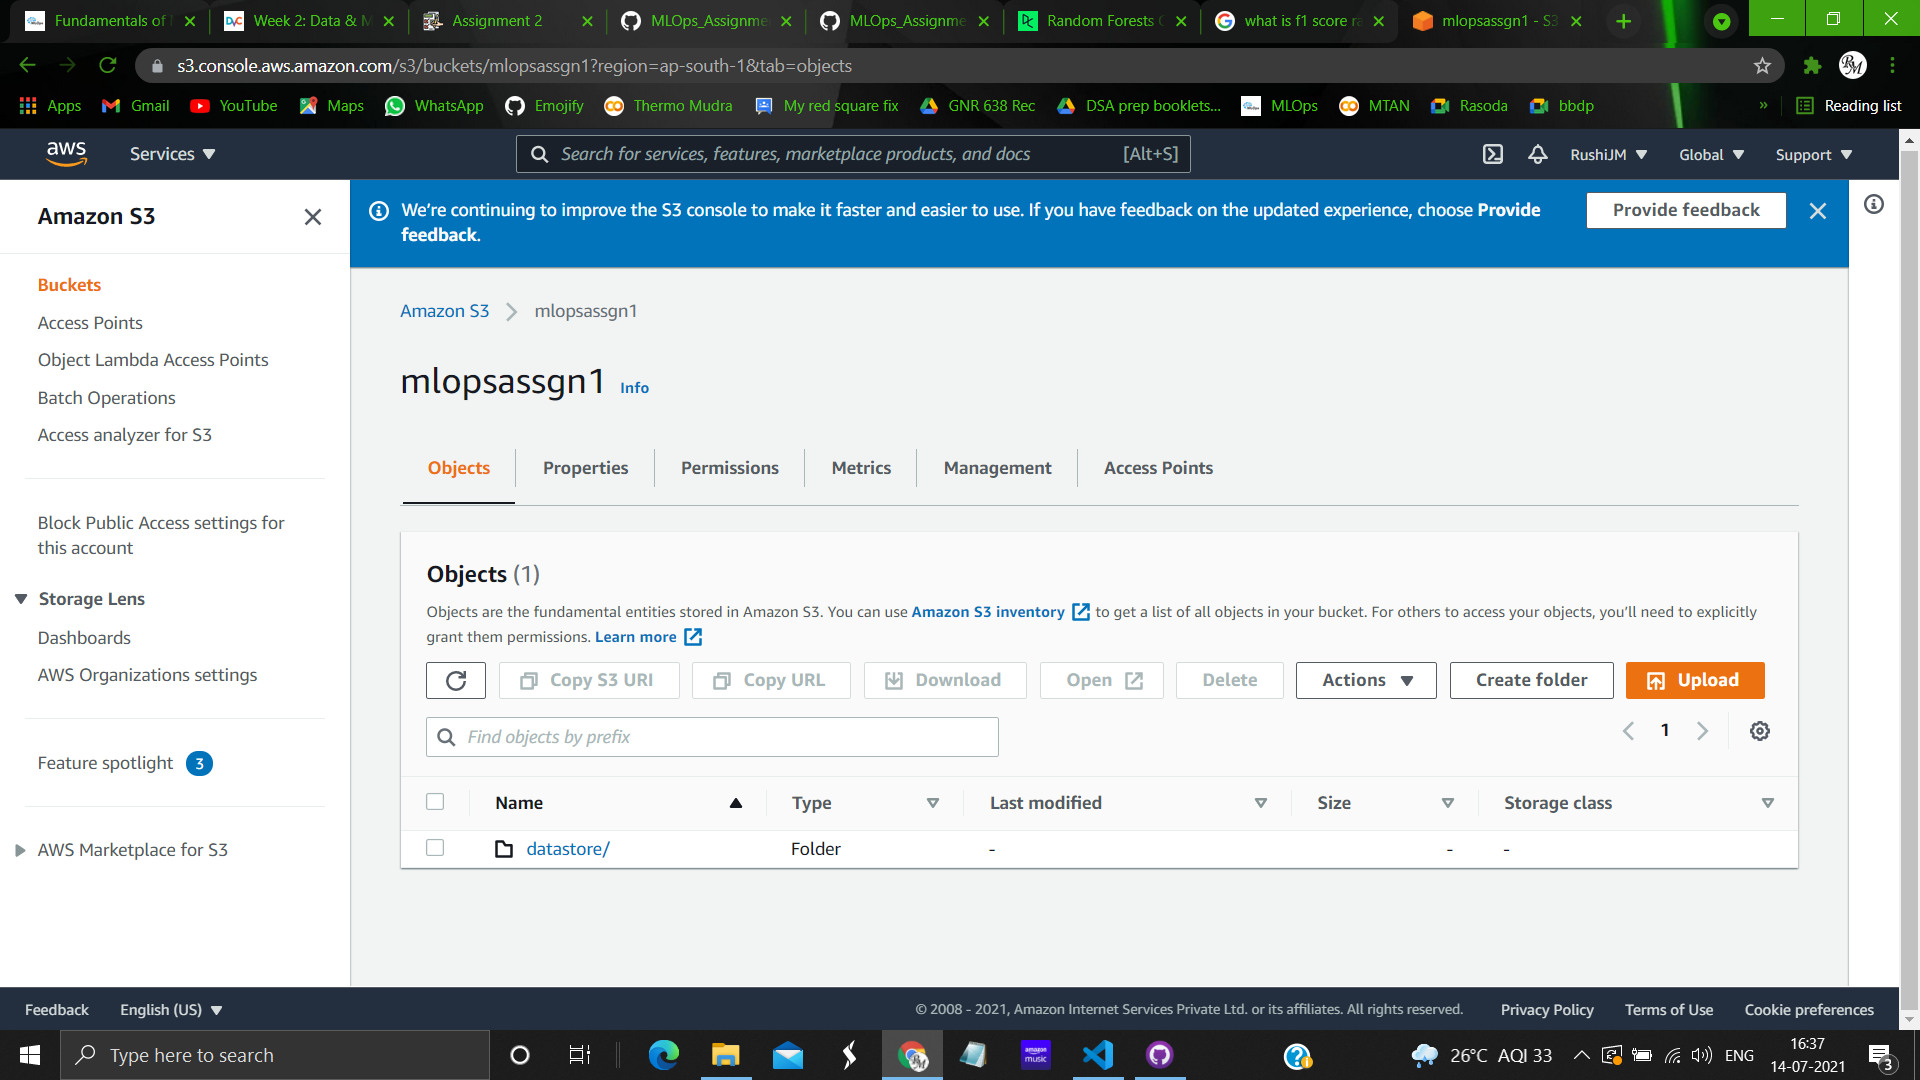 Fundamentals of
Week 2: Data & M
Assignment 2
MLOps_Assignme
MLOps_Assignme
Random Forests
what is f1 score ra
mlopsassgn1 - S3
s3.console.aws.amazon.com/s3/buckets/mlopsassgn1?region=ap-south-1&tab=objects
Apps
Gmail
YouTube
Maps
WhatsApp
Emojify
Thermo Mudra
My red square fix
GNR 638 Rec
DSA prep booklets...
MLOps
MTAN
Rasoda
bbdp
»
Reading list
aws
Services
Search for services, features, marketplace products, and docs
[Alt+S]
RushiJM
Global
Support
Amazon S3
Buckets
Access Points
Object Lambda Access Points
Batch Operations
Access analyzer for S3
Block Public Access settings for
this account
Storage Lens
Dashboards
AWS Organizations settings
Feature spotlight 3
AWS Marketplace for S3
We're continuing to improve the S3 console to make it faster and easier to use. If you have feedback on the updated experience, choose Provide
feedback.
Provide feedback
Amazon S3 > mlopsassgn1
mlopsassgn1 Info
Objects
Properties
Permissions
Metrics
Management
Access Points
Objects (1)
Objects are the fundamental entities stored in Amazon S3. You can use Amazon S3 inventory to get a list of all objects in your bucket. For others to access your objects, you'll need to explicitly
grant them permissions. Learn more
Copy S3 URI
Copy URL
Download
Open
Delete
Actions
Create folder
Upload
Find objects by prefix
1
Name
Type
Last modified
Size
Storage class
datastore/
Folder
-
-
-
Feedback
English (US)
© 2008 - 2021, Amazon Internet Services Private Ltd. or its affiliates. All rights reserved.
Privacy Policy
Terms of Use
Cookie preferences
Type here to search
amazon
music
26°C AQI 33
ENG
16:37
14-07-2021
3